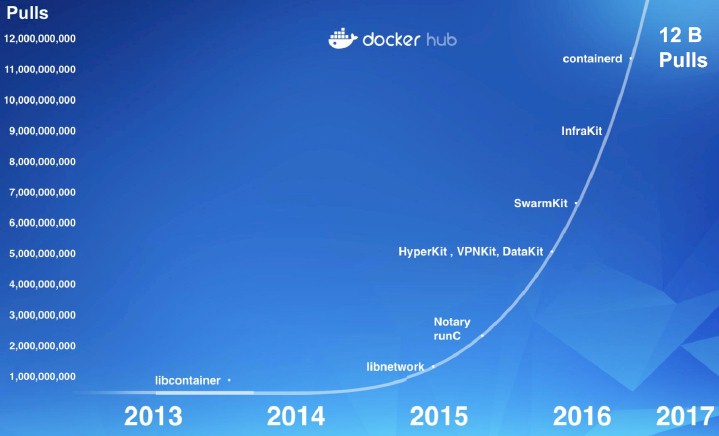 Pulls
docker hub
12 B
Pulls
12,000,000,000
11,000,000,000
10,000,000,000
9,000,000,000
8,000,000,000
7,000,000,000
6,000,000,000
5,000,000,000
4,000,000,000
3,000,000,000
2,000,000,000
1,000,000,000
containerd
InfraKit
SwarmKit
HyperKit , VPNKit, DataKit
Notary
runC
libnetwork
libcontainer
2013 2014 2015 2016 2017